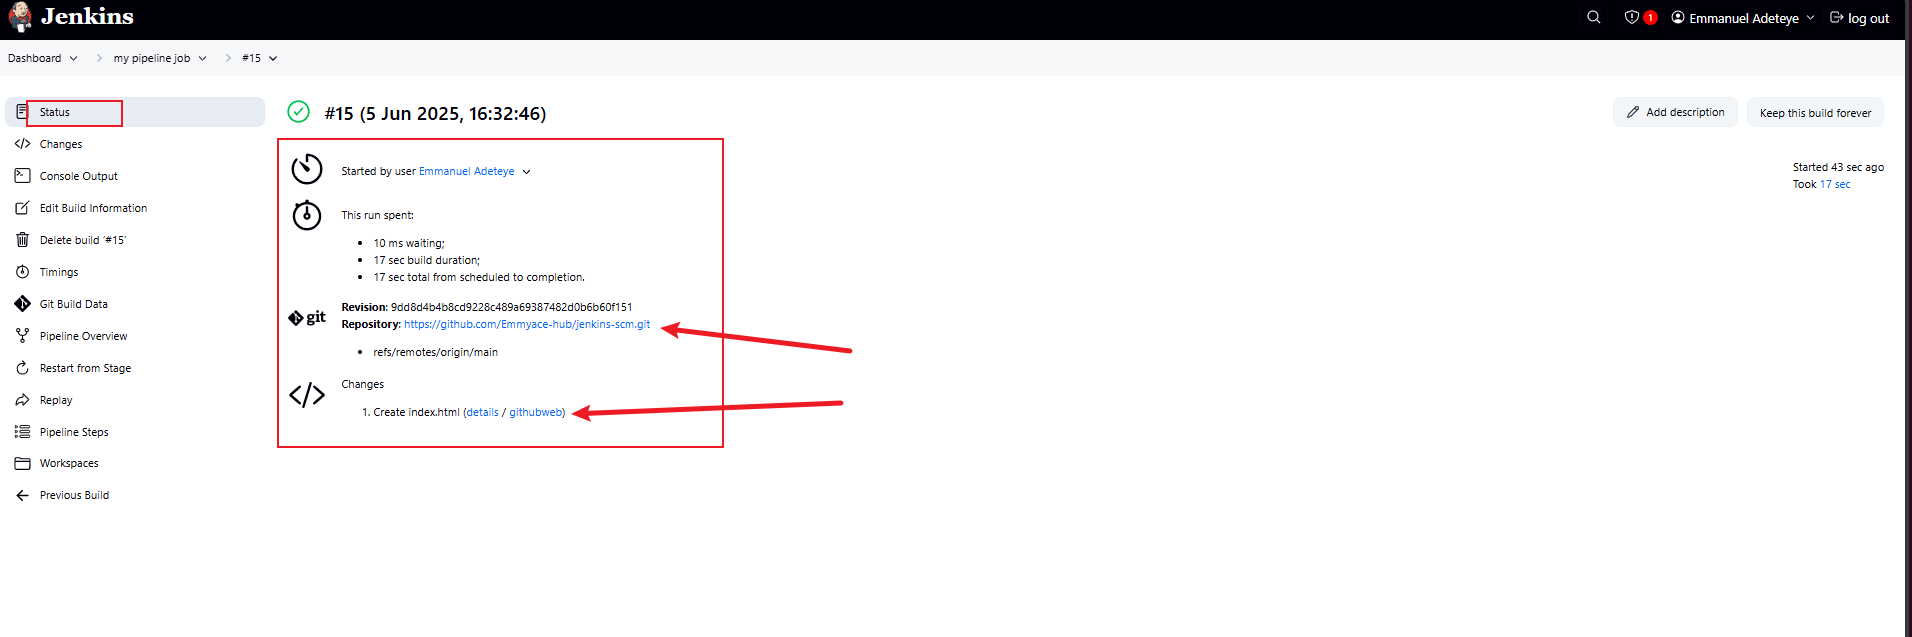 Jenkins
1
Emmanuel Adeteye
log out
Dashboard
my pipeline job
#15
Status
Changes
Console Output
Edit Build Information
Delete build ‘#15’
Timings
Git Build Data
Pipeline Overview
Restart from Stage
Replay
Pipeline Steps
Workspaces
Previous Build
#15 (5 Jun 2025, 16:32:46)
Add description
Keep this build forever
Started 43 sec ago
Took 17 sec
Started by user Emmanuel Adeteye
This run spent:
10 ms waiting;
17 sec build duration;
17 sec total from scheduled to completion.
git
Revision: 9dd8d4b4b8cd9228c489a69387482d0b6b60f151
Repository: https://github.com/Emmyace-hub/jenkins-scm.git
refs/remotes/origin/main
Changes
1. Create index.html (details / githubweb)